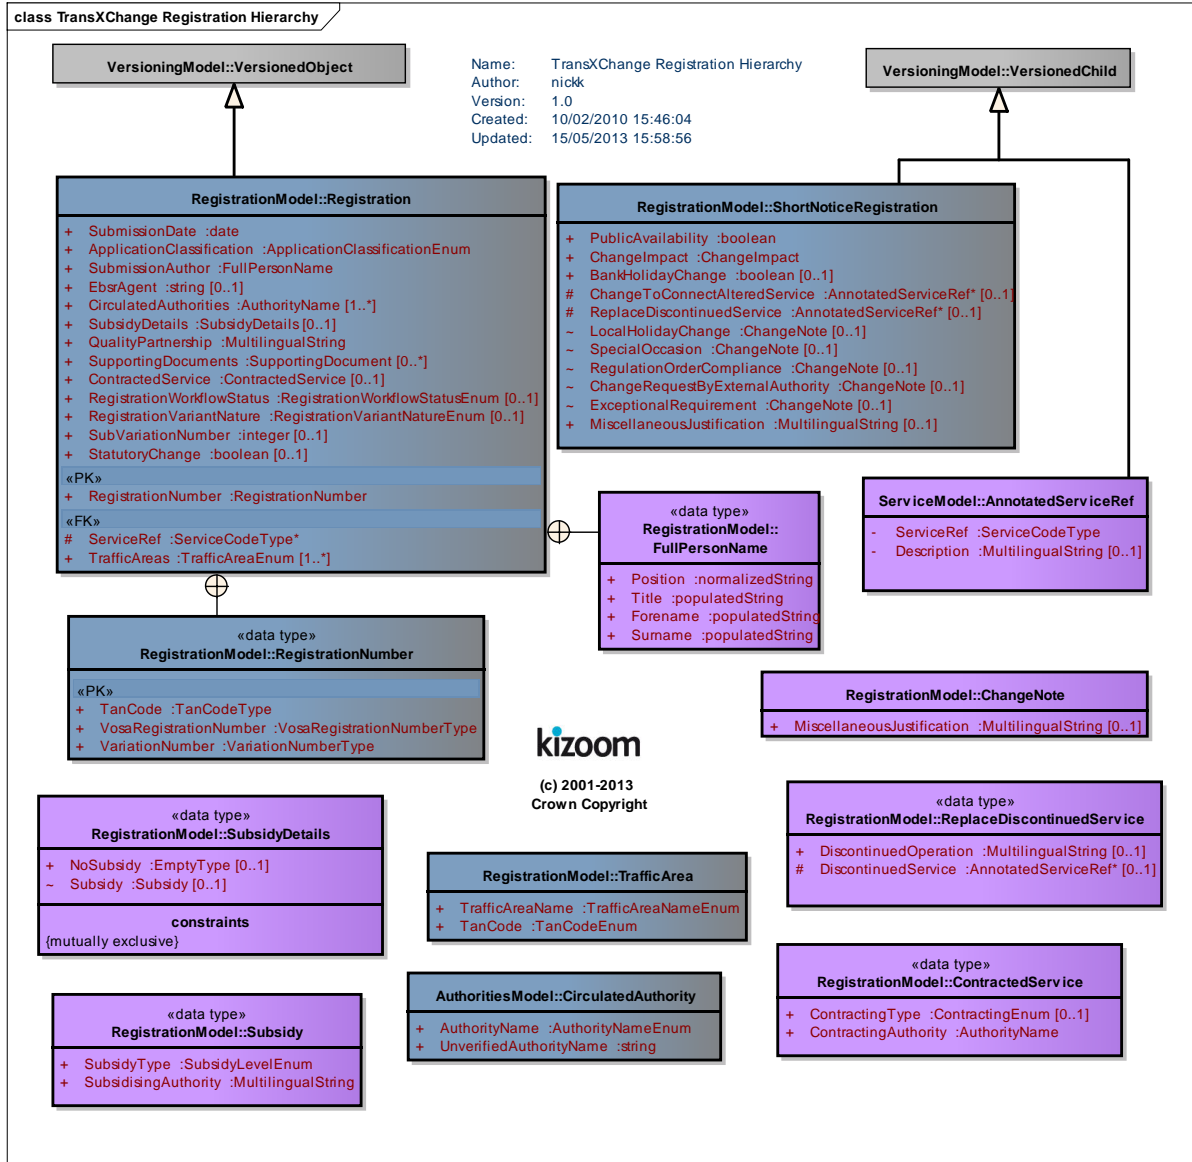 class TransXChange Registration Hierarchy
VersioningModel::VersionedObject
Name: TransXChange Registration Hierarchy
Author: nickk
Version: 1.0
Created: 10/02/2010 15:46:04
Updated: 15/05/2013 15:58:56
VersioningModel::VersionedChild
RegistrationModel::Registration
+ SubmissionDate :date
+ ApplicationClassification :ApplicationClassificationEnum
+ SubmissionAuthor :FullPersonName
+ EbsrAgent :string [0..1]
+ CirculatedAuthorities :AuthorityName [1..*]
+ SubsidyDetails :SubsidyDetails [0..1]
+ QualityPartnership :MultilingualString
+ SupportingDocuments :SupportingDocument [0..*]
+ ContractedService :ContractedService [0..1]
+ RegistrationWorkflowStatus :RegistrationWorkflowStatusEnum [0..1]
+ RegistrationVariantNature :RegistrationVariantNatureEnum [0..1]
+ SubVariationNumber :integer [0..1]
+ StatutoryChange :boolean [0..1]
«PK»
+ RegistrationNumber :RegistrationNumber
«FK»
# ServiceRef :ServiceCodeType*
+ TrafficAreas :TrafficAreaEnum [1..*]
RegistrationModel::ShortNoticeRegistration
+ PublicAvailability :boolean
+ ChangeImpact :ChangeImpact
+ BankHolidayChange :boolean [0..1]
# ChangeToConnectAlteredService :AnnotatedServiceRef* [0..1]
# ReplaceDiscontinuedService :AnnotatedServiceRef* [0..1]
~ LocalHolidayChange :ChangeNote [0..1]
~ SpecialOccasion :ChangeNote [0..1]
~ RegulationOrderCompliance :ChangeNote [0..1]
~ ChangeRequestByExternalAuthority :ChangeNote [0..1]
~ ExceptionalRequirement :ChangeNote [0..1]
+ MiscellaneousJustification :MultilingualString [0..1]
«data type»
RegistrationModel::
FullPersonName
+ Position :normalizedString
+ Title :populatedString
+ Forename :populatedString
+ Surname :populatedString
ServiceModel::AnnotatedServiceRef
- ServiceRef :ServiceCodeType
- Description :MultilingualString [0..1]
«data type»
RegistrationModel::RegistrationNumber
«PK»
+ TanCode :TanCodeType
+ VosaRegistrationNumber :VosaRegistrationNumberType
+ VariationNumber :VariationNumberType
RegistrationModel::ChangeNote
+ MiscellaneousJustification :MultilingualString [0..1]
kizoom
(c) 2001-2013
Crown Copyright
«data type»
RegistrationModel::SubsidyDetails
+ NoSubsidy :EmptyType [0..1]
~ Subsidy :Subsidy [0..1]
constraints
{mutually exclusive}
«data type»
RegistrationModel::ReplaceDiscontinuedService
+ DiscontinuedOperation :MultilingualString [0..1]
# DiscontinuedService :AnnotatedServiceRef* [0..1]
RegistrationModel::TrafficArea
+ TrafficAreaName :TrafficAreaNameEnum
+ TanCode :TanCodeEnum
«data type»
RegistrationModel::ContractedService
+ ContractingType :ContractingEnum [0..1]
+ ContractingAuthority :AuthorityName
AuthoritiesModel::CirculatedAuthority
+ AuthorityName :AuthorityNameEnum
+ UnverifiedAuthorityName :string
«data type»
RegistrationModel::Subsidy
+ SubsidyType :SubsidyLevelEnum
+ SubsidisingAuthority :MultilingualString